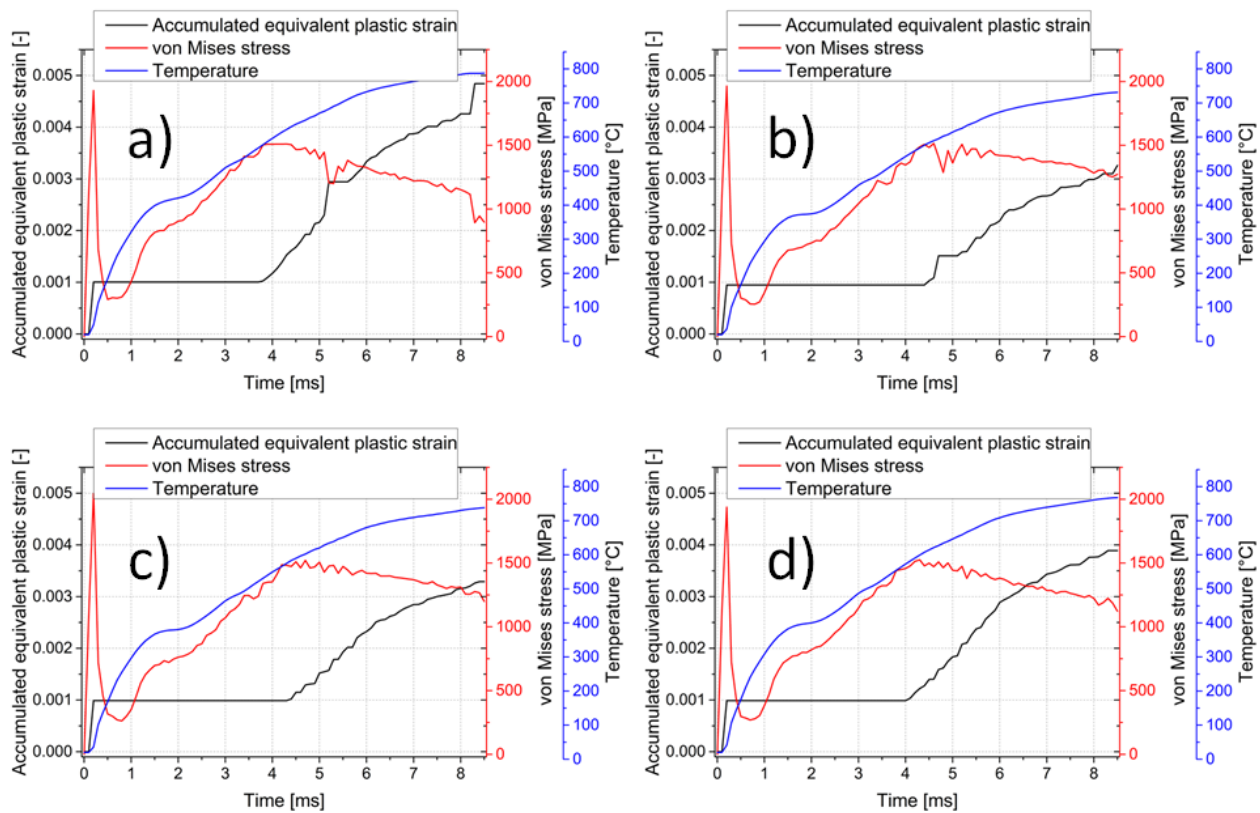 Accumulated equivalent plastic strain
von Mises stress
Temperature
a)
Accumulated equivalent plastic strain [-]
0.005
0.004
0.003
0.002
0.001
0.000
0 1 2 3 4 5 6 7 8
Time [ms]
2000
1500
1000
500
0
von Mises stress [MPa]
800
700
600
500
400
300
200
100
0
Temperature [°C]
Accumulated equivalent plastic strain
von Mises stress
Temperature
b)
Accumulated equivalent plastic strain [-]
0.005
0.004
0.003
0.002
0.001
0.000
0 1 2 3 4 5 6 7 8
Time [ms]
2000
1500
1000
500
0
von Mises stress [MPa]
800
700
600
500
400
300
200
100
0
Temperature [°C]
Accumulated equivalent plastic strain
von Mises stress
Temperature
c)
Accumulated equivalent plastic strain [-]
0.005
0.004
0.003
0.002
0.001
0.000
0 1 2 3 4 5 6 7 8
Time [ms]
2000
1500
1000
500
0
von Mises stress [MPa]
800
700
600
500
400
300
200
100
0
Temperature [°C]
Accumulated equivalent plastic strain
von Mises stress
Temperature
d)
Accumulated equivalent plastic strain [-]
0.005
0.004
0.003
0.002
0.001
0.000
0 1 2 3 4 5 6 7 8
Time [ms]
2000
1500
1000
500
0
von Mises stress [MPa]
800
700
600
500
400
300
200
100
0
Temperature [°C]